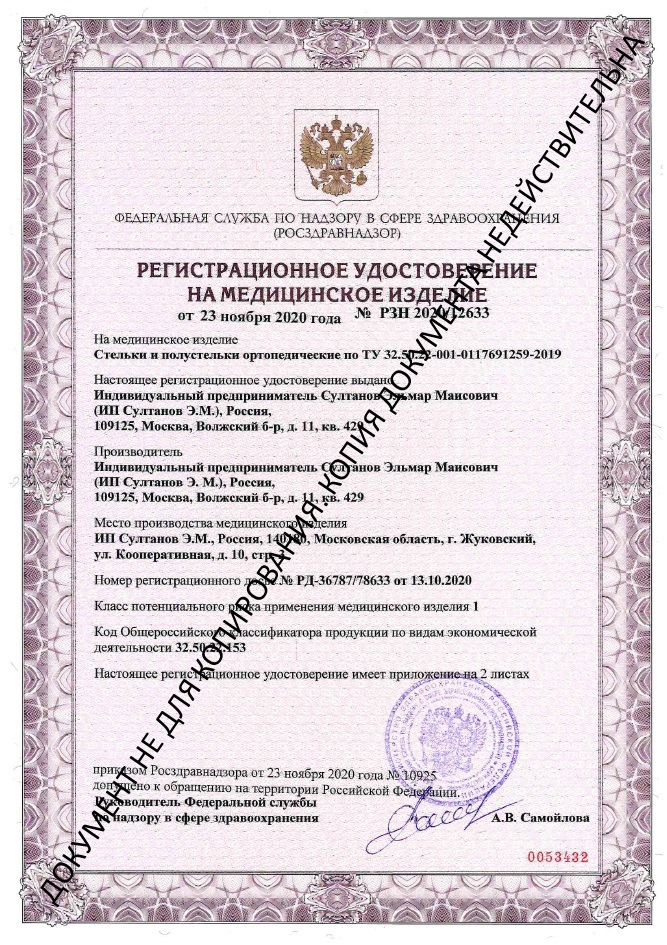 ФЕДЕРАЛЬНАЯ СЛУЖБА ПО НАДЗОРУ В СФЕРЕ ЗДРАВООХРАНЕНИЯ
(РОСЗДРАВНАДЗОР)
РЕГИСТРАЦИОННОЕ УДОСТОВЕРЕНИЕ
НА МЕДИЦИНСКОЕ ИЗДЕЛИЕ
от 23 ноября 2020 года № РЗН 2020/12633
На медицинское изделие
Стельки и полустельки ортопедические по ТУ 32.50.22-001-0117691259-2019
Настоящее регистрационное удостоверение выдано
Индивидуальный предприниматель Султанов Эльмар Маисович
(ИП Султанов Э.М.), Россия,
109125, Москва, Волжский б-р, д. 11, кв. 429
Производитель
Индивидуальный предприниматель Султанов Эльмар Маисович
(ИП Султанов Э. М.), Россия,
109125, Москва, Волжский б-р, д. 11, кв. 429
Место производства медицинского изделия
ИП Султанов Э.М., Россия, 140180, Московская область, г. Жуковский,
ул. Кооперативная, д. 10, стр.
Номер регистрационного досье № РД-36787/78633 от 13.10.2020
Класс потенциального риска применения медицинского изделия 1
Код Общероссийского классификатора продукции по видам экономической
деятельности 32.50.22.153
Настоящее регистрационное удостоверение имеет приложение на 2 листах
приказом Росздравнадзора от 23 ноября 2020 года № 10925
допущено к обращению на территории Российской Федерации.
Руководитель Федеральной службы
по надзору в сфере здравоохранения
А.В. Самойлова
0053432
ДОКУМЕНТ НЕ ДЛЯ КОПИРОВАНИЯ. КОПИЯ ДОКУМЕНТА НЕДЕЙСТВИТЕЛЬНА